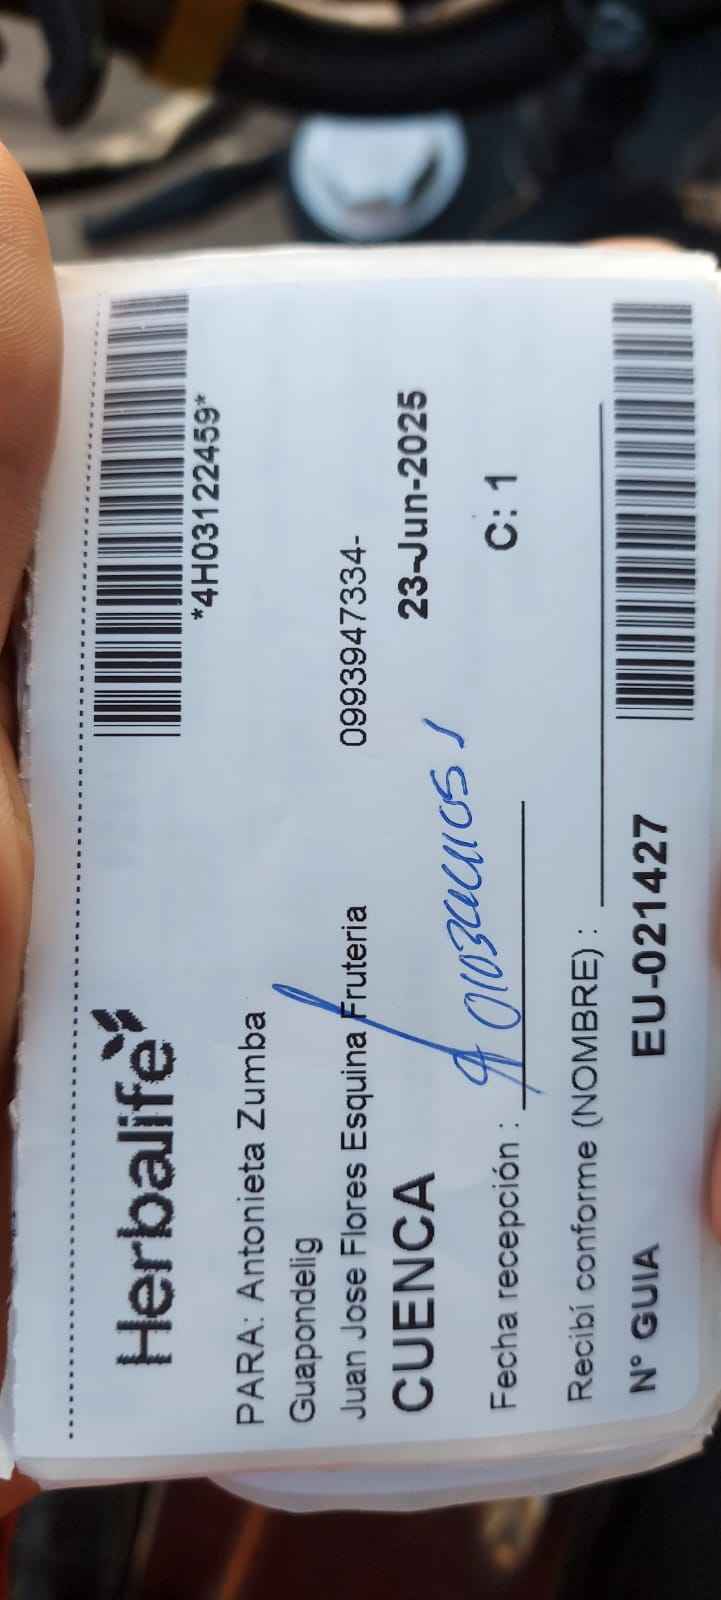 Herbalife
*4H03122459*
PARA: Antonieta Zumba
Guapondelig
Juan Jose Flores Esquina Fruteria 0993947334-
CUENCA 23-Jun-2025
Fecha recepción : C: 1
Recibí conforme (NOMBRE) :
N° GUIA EU-021427